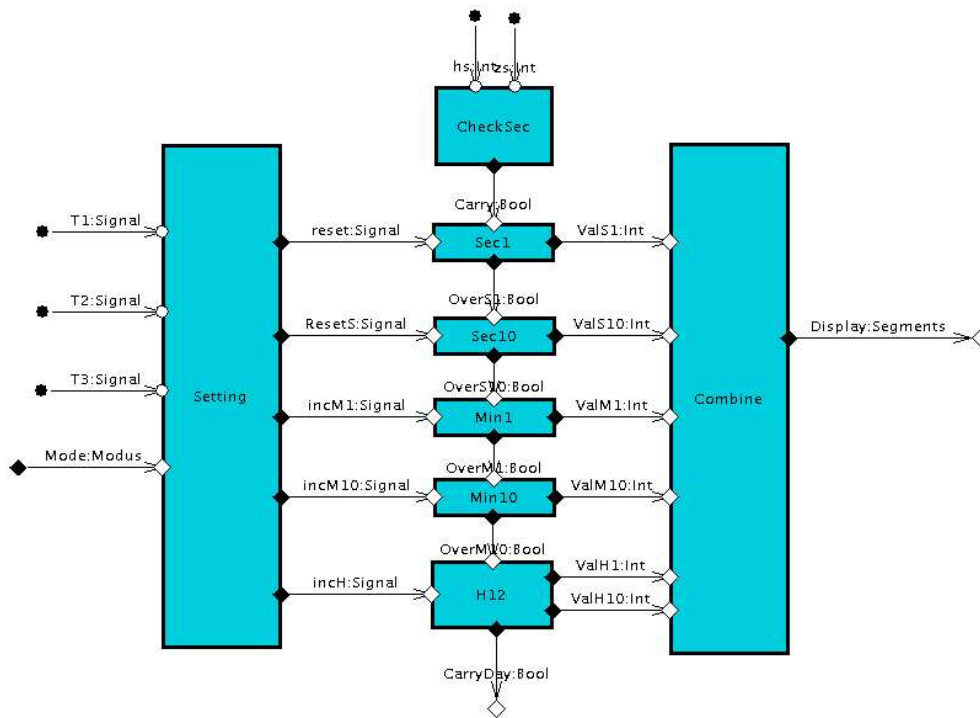 hs:Int
zs:Int
CheckSec
Carry:Bool
T1:Signal
reset:Signal
Sec1
ValS1:Int
OverS1:Bool
T2:Signal
ResetS:Signal
Sec10
ValS10:Int
Display:Segments
T3:Signal
Setting
OverS10:Bool
Combine
incM1:Signal
Min1
ValM1:Int
Mode:Modus
OverM1:Bool
incM10:Signal
Min10
ValM10:Int
OverM10:Bool
incH:Signal
H12
ValH1:Int
ValH10:Int
CarryDay:Bool